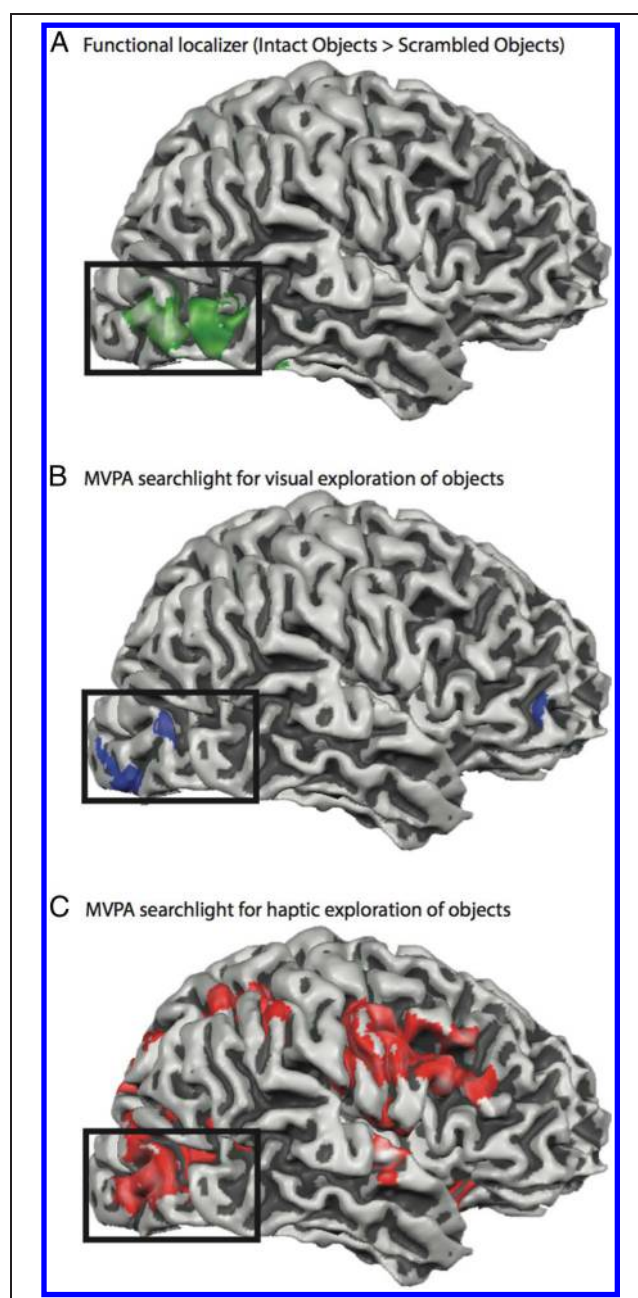 A Functional localizer (Intact Objects > Scrambled Objects)
B MVPA searchlight for visual exploration of objects
C MVPA searchlight for haptic exploration of objects